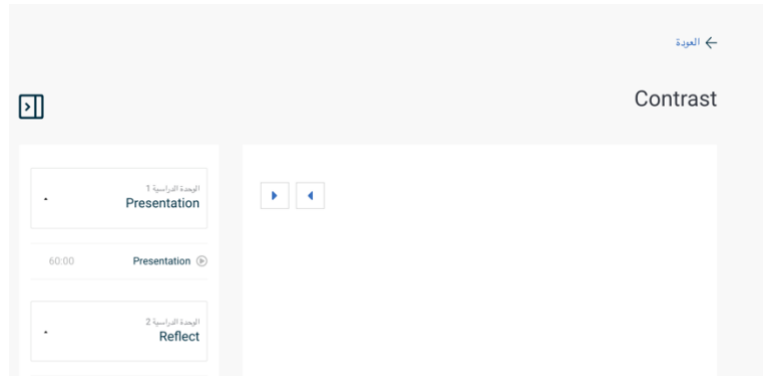 العودة
Contrast
الوحدة الدراسية 1
Presentation
Presentation
60:00
الوحدة الدراسية 2
Reflect